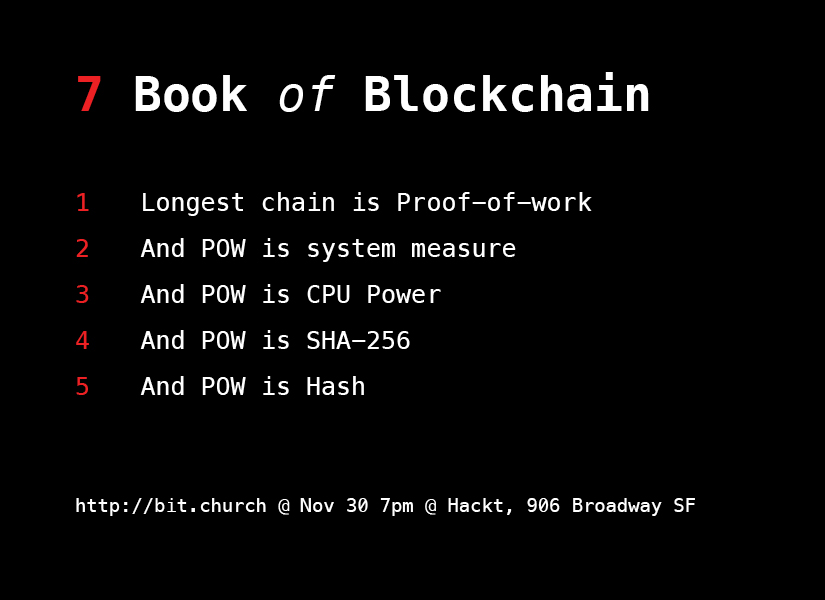 7 Book of Blockchain
1 Longest chain is Proof-of-work
2 And POW is system measure
3 And POW is CPU Power
4 And POW is SHA-256
5 And POW is Hash
http://bit.church @ Nov 30 7pm @ Hackt, 906 Broadway SF